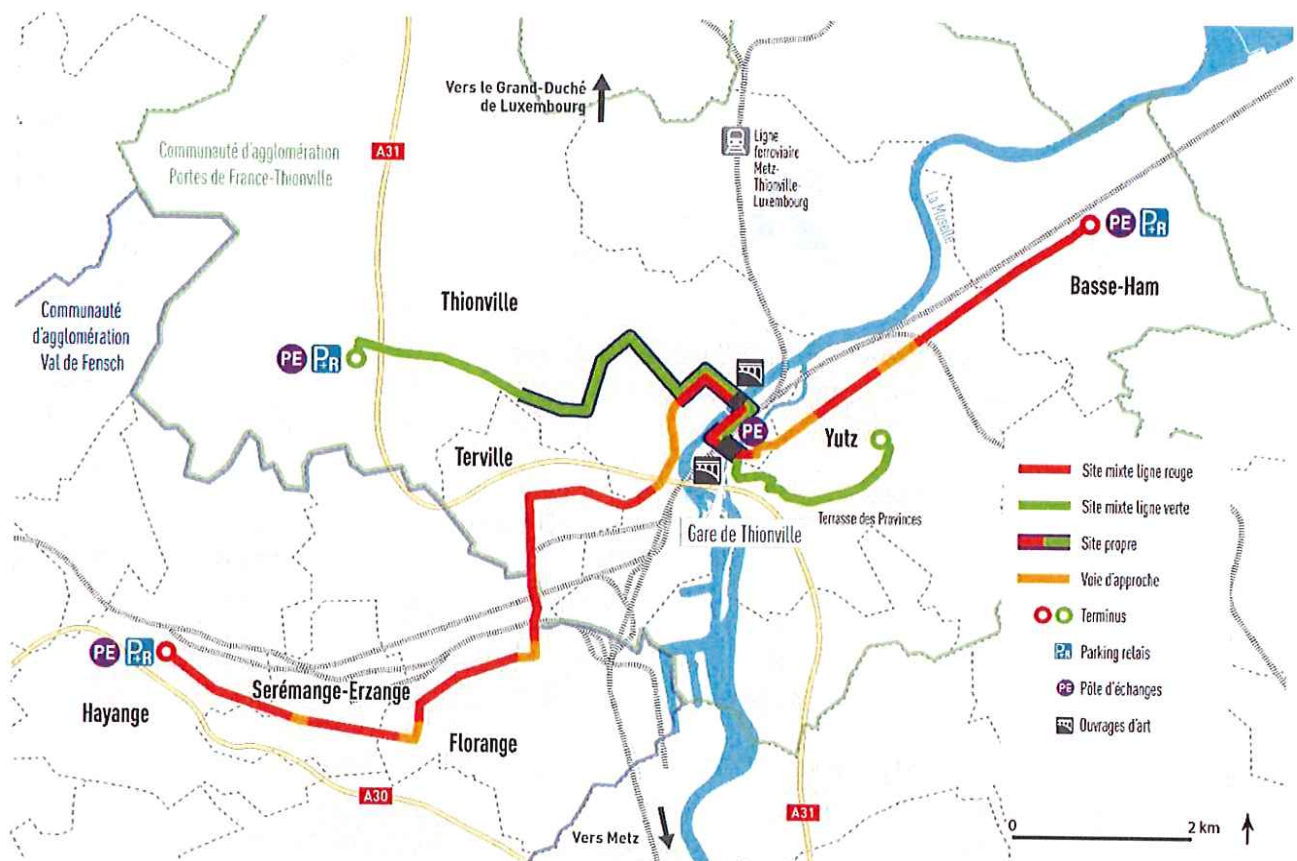 Vers le Grand-Duché
de Luxembourg
A31
Communauté d'agglomération
Portes de France-Thionville
Ligne
ferroviaire
Metz-
Thionville-
Luxembourg
La Moselle
PE P+R
Basse-Ham
Communauté
d'agglomération
Val de Fensch
Thionville
PE P+R
PE
Yutz
Terville
Terrasse des Provinces
Gare de Thionville
PE P+R
Serémange-Erzange
Hayange
Florange
A30
A31
Vers Metz
Site mixte ligne rouge
Site mixte ligne verte
Site propre
Voie d'approche
Terminus
P+R Parking relais
PE Pôle d'échanges
Ouvrages d'art
0 2 km